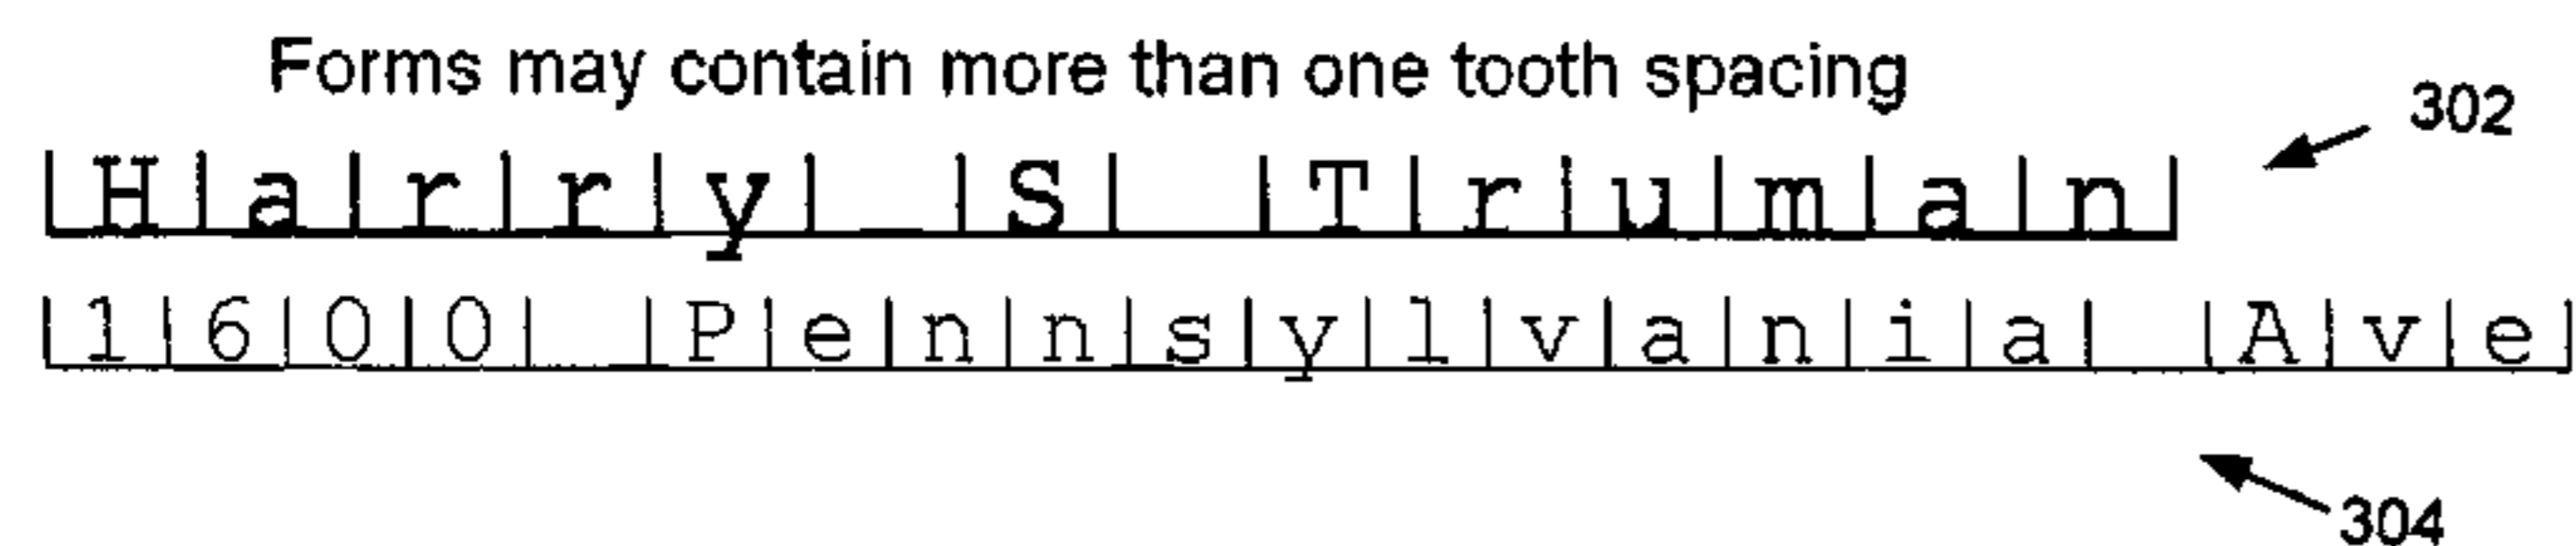 Forms may contain more than one tooth spacing
302
Harry S Truman
1600 Pennsylvania Ave
304